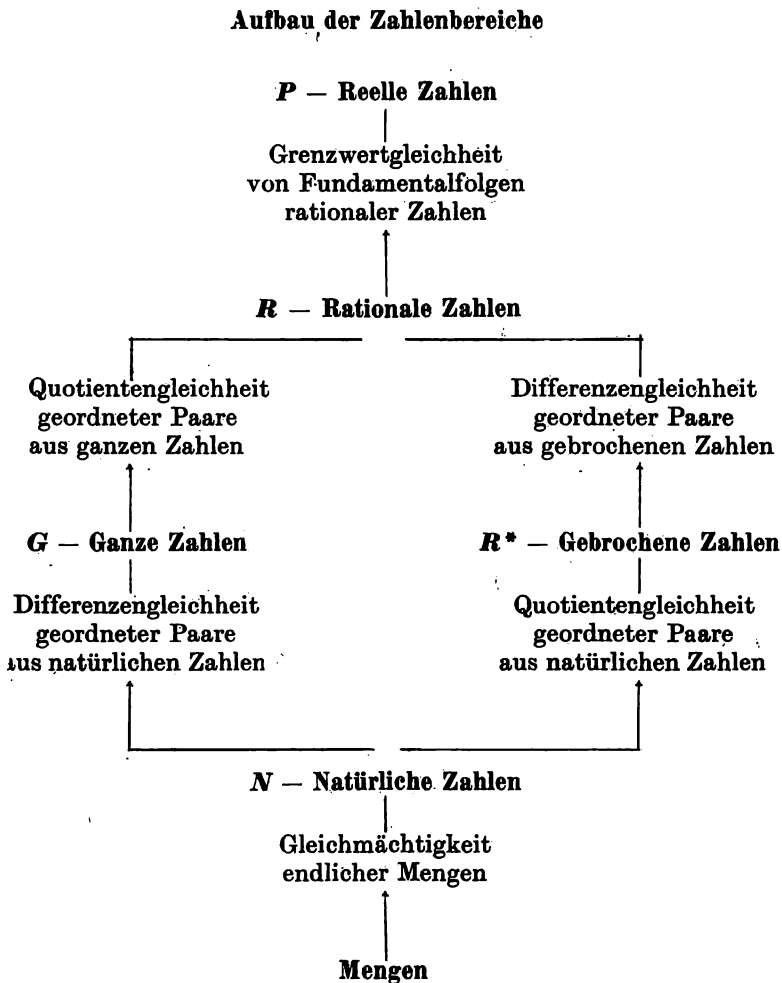 Aufbau der Zahlenbereiche
P — Reelle Zahlen
Grenzwertgleichheit
von Fundamentalfolgen
rationaler Zahlen
R — Rationale Zahlen
Quotientengleichheit
geordneter Paare
aus ganzen Zahlen
Differenzengleichheit
geordneter Paare
aus gebrochenen Zahlen
G — Ganze Zahlen
R* — Gebrochene Zahlen
Differenzengleichheit
geordneter Paare
aus natürlichen Zahlen
Quotientengleichheit
geordneter Paare
aus natürlichen Zahlen
N — Natürliche Zahlen
Gleichmächtigkeit
endlicher Mengen
Mengen